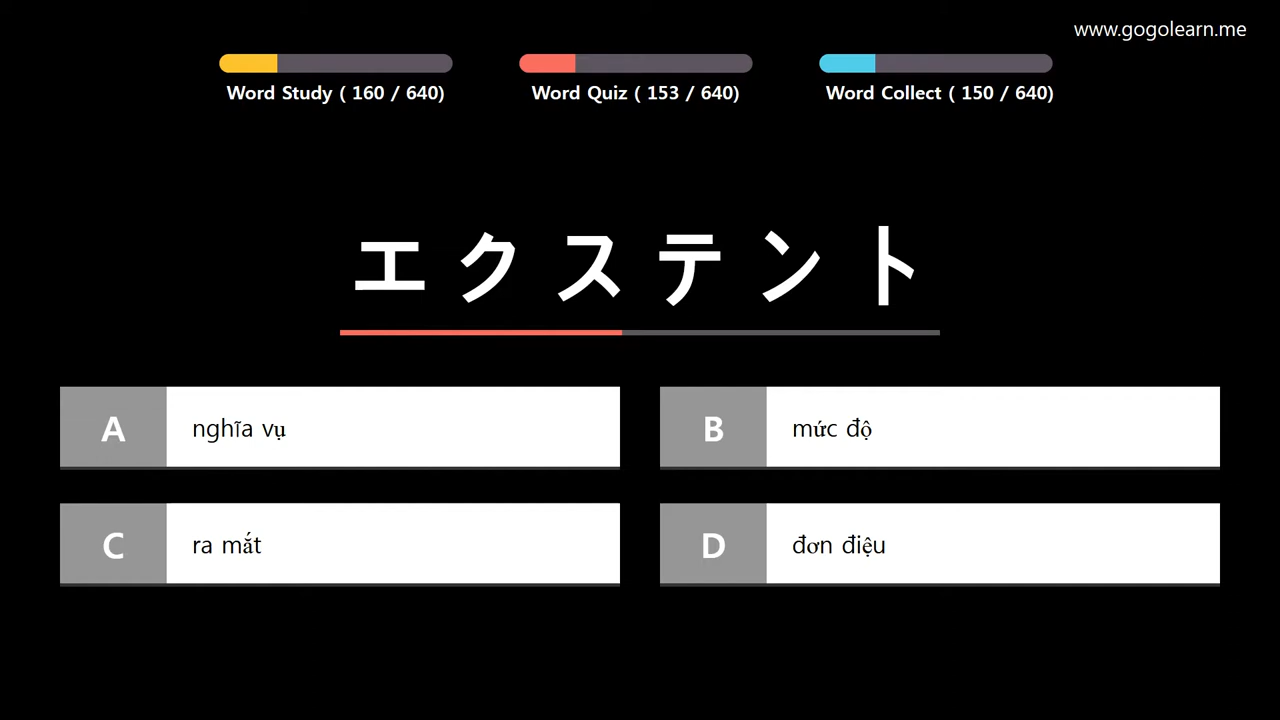 www.gogolearn.me
Word Study ( 160 / 640)
Word Quiz ( 153 / 640)
Word Collect ( 150 / 640)
エクステント
A nghĩa vụ
B mức độ
C ra mắt
D đơn điệu